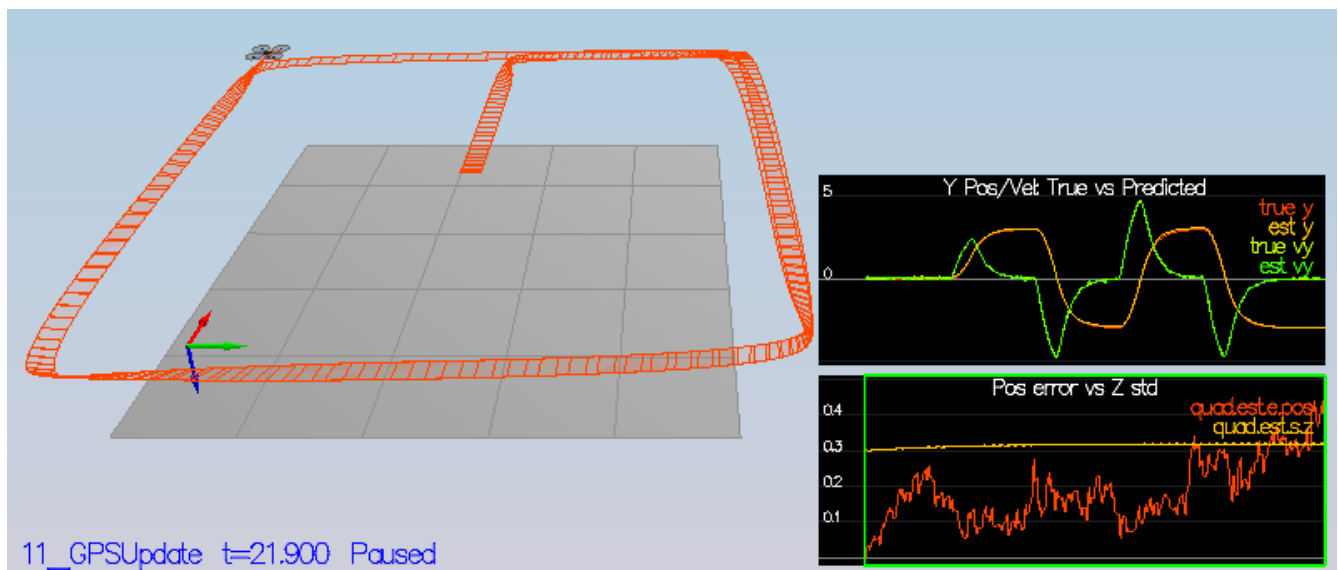 Y Pos/Vel: True vs Predicted
5
true y
est y
true vy
0
est vy
Pos error vs Z std
0.4
quad.est.e.pos
quad.est.s.z
0.3
0.2
0.1
11_GPSUpdate t=21.900 Paused